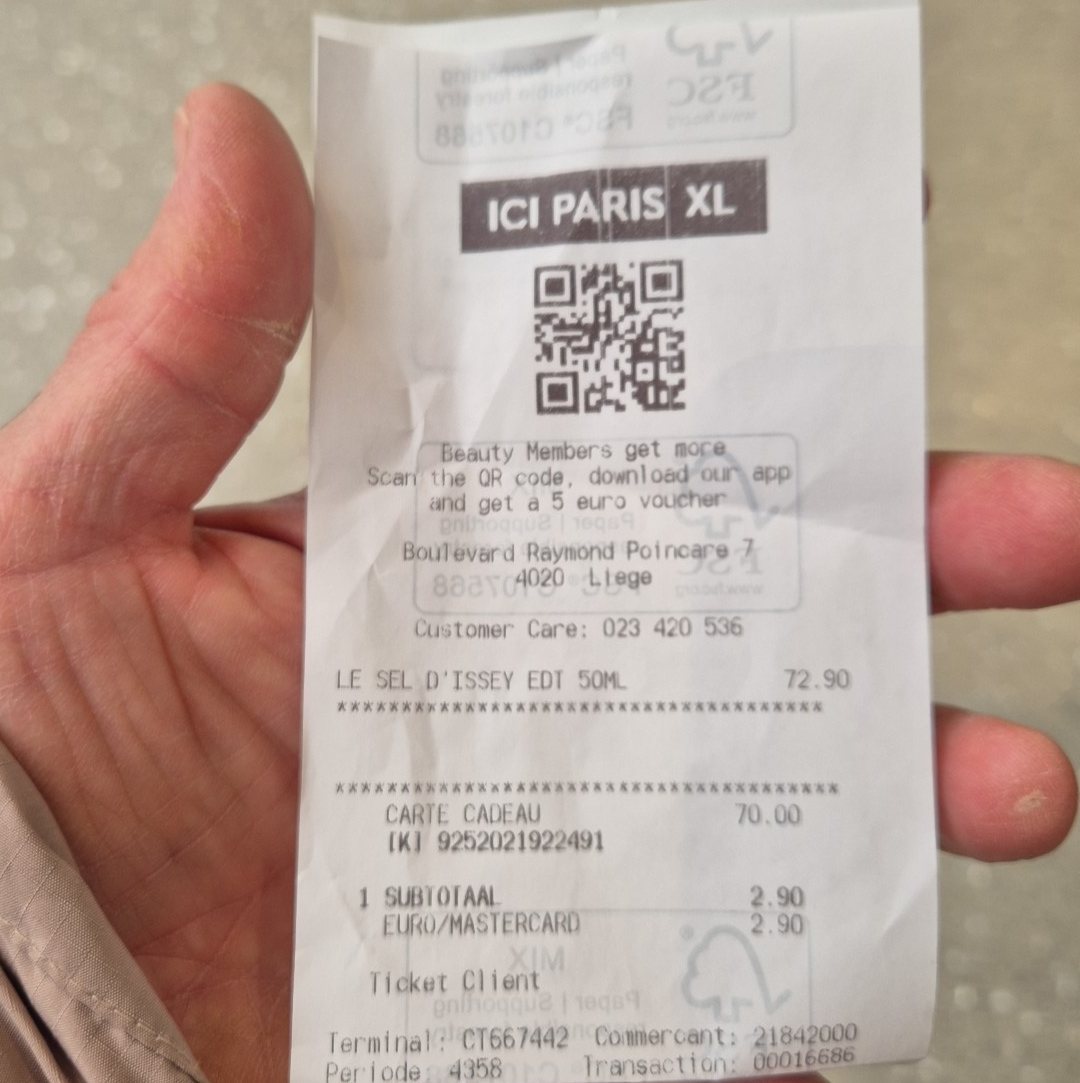 ICI PARIS XL
Beauty Members get more
Scan the QR code, download our app
and get a 5 euro voucher
Boulevard Raymond Poincare 7
4020 Liege
Customer Care: 023 420 536
LE SEL D'ISSEY EDT 50ML 72.90
***************************************
****************************************
CARTE CADEAU 70.00
[K] 9252021922491
1 SUBTOTAAL 2.90
EURO/MASTERCARD 2.90
Ticket Client
Terminal: CT667442 Commercant: 21842000
Periode: 4358 Transaction: 00016686